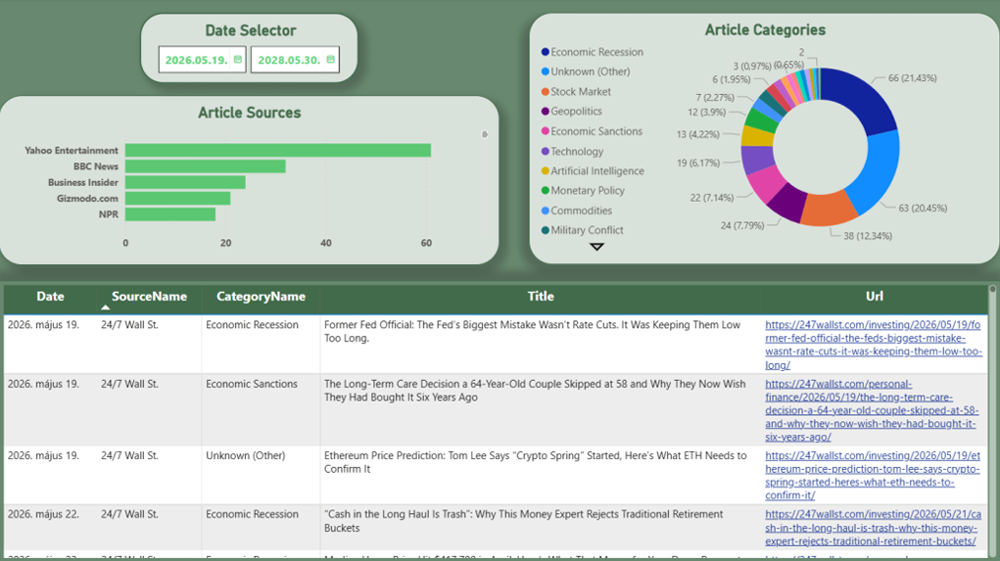 Date Selector
2026.05.19.
2028.05.30.
Article Sources
Yahoo Entertainment
BBC News
Business Insider
Gizmodo.com
NPR
0
20
40
60
Article Categories
Economic Recession
Unknown (Other)
Stock Market
Geopolitics
Economic Sanctions
Technology
Artificial Intelligence
Monetary Policy
Commodities
Military Conflict
2
(0,65%)
3 (0,97%)
6 (1,95%)
7 (2,27%)
12 (3,9%)
13 (4,22%)
19 (6,17%)
22 (7,14%)
24 (7,79%)
38 (12,34%)
63 (20,45%)
66 (21,43%)
Date SourceName CategoryName Title Url
2026. május 19. 24/7 Wall St. Economic Recession Former Fed Official: The Fed's Biggest Mistake Wasn't Rate Cuts. It Was Keeping Them Low
Too Long.
https://247wallst.com/investing/2026/05/19/fo
rmer-fed-official-the-feds-biggest-mistake-
wasnt-rate-cuts-it-was-keeping-them-low-too-
long/
2026. május 19. 24/7 Wall St. Economic Sanctions The Long-Term Care Decision a 64-Year-Old Couple Skipped at 58 and Why They Now Wish
They Had Bought It Six Years Ago
https://247wallst.com/personal-
finance/2026/05/19/the-long-term-care-
decision-a-64-year-old-couple-skipped-at-58-
and-why-they-now-wish-they-had-bought-it-
six-years-ago/
2026. május 19. 24/7 Wall St. Unknown (Other) Ethereum Price Prediction: Tom Lee Says "Crypto Spring" Started, Here's What ETH Needs to
Confirm It
https://247wallst.com/investing/2026/05/19/et
hereum-price-prediction-tom-lee-says-crypto-
spring-started-heres-what-eth-needs-to-
confirm-it/
2026. május 22. 24/7 Wall St. Economic Recession "Cash in the Long Haul Is Trash": Why This Money Expert Rejects Traditional Retirement
Buckets
https://247wallst.com/investing/2026/05/21/ca
sh-in-the-long-haul-is-trash-why-this-money-
expert-rejects-traditional-retirement-buckets/